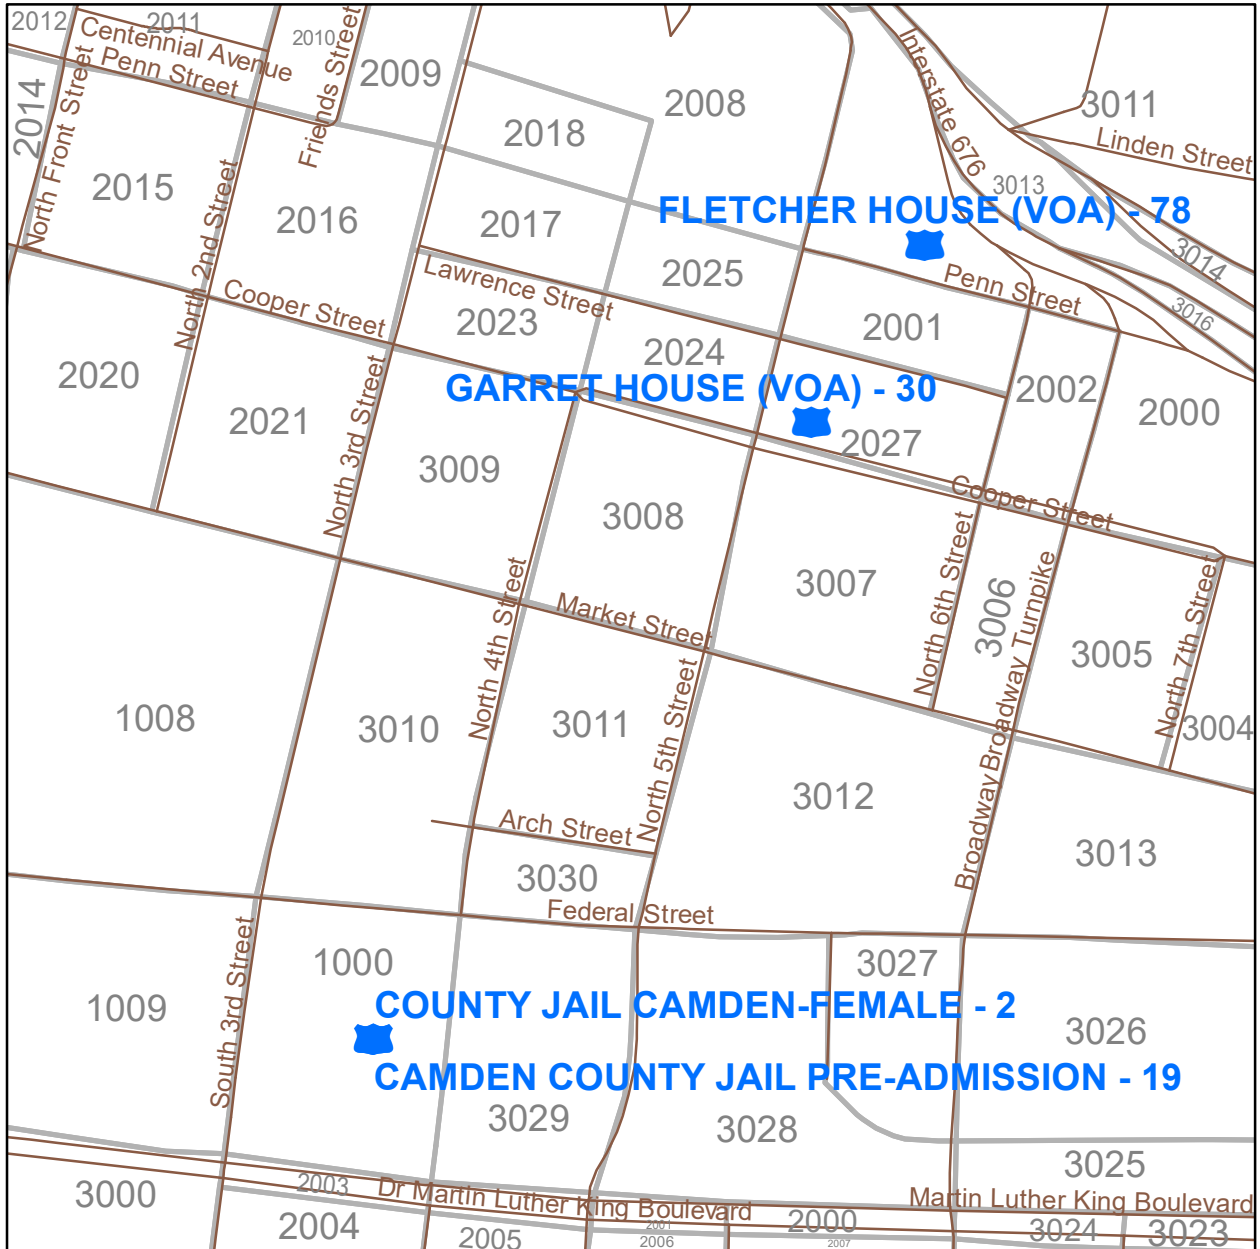 2012
2011
2010
Centennial Avenue
Penn Street
Friends Street
2009
2008
2018
Interstate 676
3011
Linden Street
2014
North Front Street
2015
North 2nd Street
2016
2017
3013
FLETCHER HOUSE (VOA) - 78
3014
2025
Penn Street
3016
Lawrence Street
Cooper Street
2023
2001
2024
2020
North 3rd Street
GARRET HOUSE (VOA) - 30
2002
2000
2021
2027
3009
Cooper Street
3008
3007
North 6th Street
3006
Broadway Turnpike
North 7th Street
3005
Market Street
North 4th Street
1008
3010
3011
North 5th Street
3004
3012
Broadway
Broadway
Arch Street
3013
3030
Federal Street
South 3rd Street
1000
3027
1009
COUNTY JAIL CAMDEN-FEMALE - 2
3026
CAMDEN COUNTY JAIL PRE-ADMISSION - 19
3029
3028
3025
3000
2003
Dr Martin Luther King Boulevard
Martin Luther King Boulevard
2004
2005
2001
2006
2000
2007
3024
3023